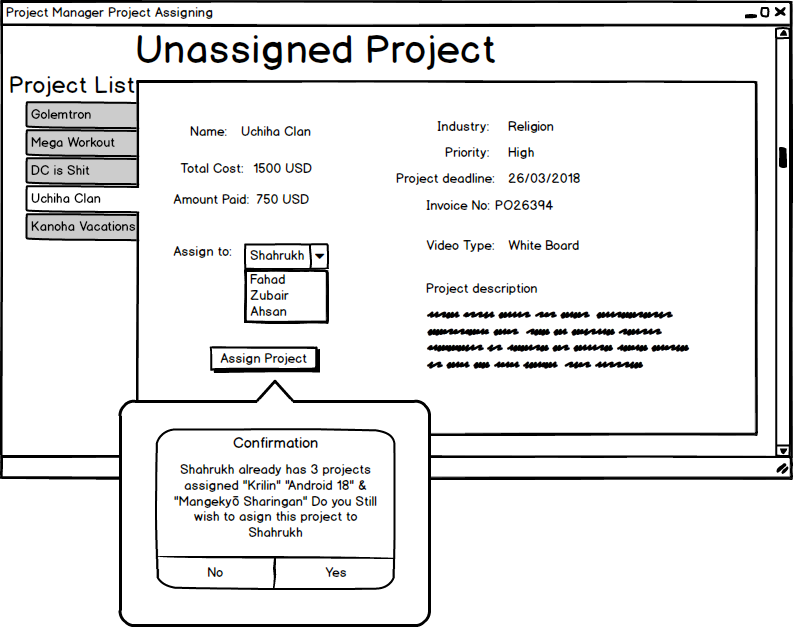 Project Manager Project Assigning
Unassigned Project
Project List
Golemtron
Mega Workout
DC is Shit
Uchiha Clan
Kanoha Vacations
Name: Uchiha Clan
Total Cost: 1500 USD
Amount Paid: 750 USD
Assign to: Shahrukh
Fahad
Zubair
Ahsan
Assign Project
Industry: Religion
Priority: High
Project deadline: 26/03/2018
Invoice No: PO26394
Video Type: White Board
Project description
Confirmation
Shahrukh already has 3 projects
assigned "Krilin" "Android 18" &
"Mangekyō Sharingan" Do you Still
wish to asign this project to
Shahrukh
No Yes